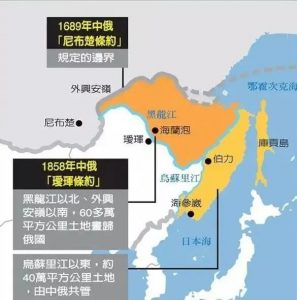 1689年中俄
「尼布楚條約」
規定的邊界
外興安嶺
鄂霍次克海
尼布楚
黑龍江
海蘭泡
璦琿
庫頁島
1858年中俄
「璦琿條約」
伯力
烏蘇里江
黑龍江以北、外興
安嶺以南,60多萬
平方公里土地畫歸
俄國
海參崴
烏蘇里江以東,約
40萬平方公里土地
,由中俄共管
日本海